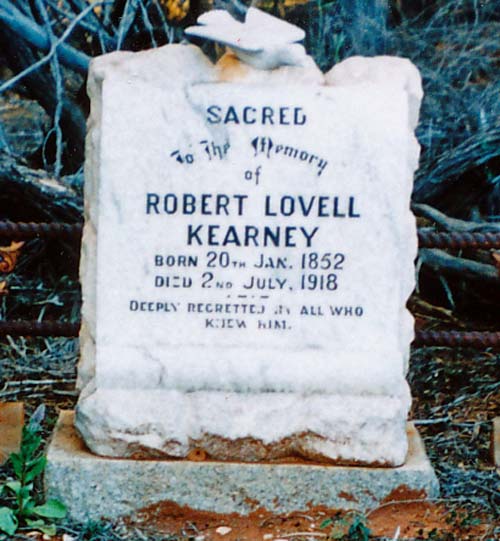 SACRED
To The Memory
of
ROBERT LOVELL
KEARNEY
BORN 20TH JAN. 1852
DIED 2ND JULY, 1918
DEEPLY REGRETTED BY ALL WHO
KNEW HIM.